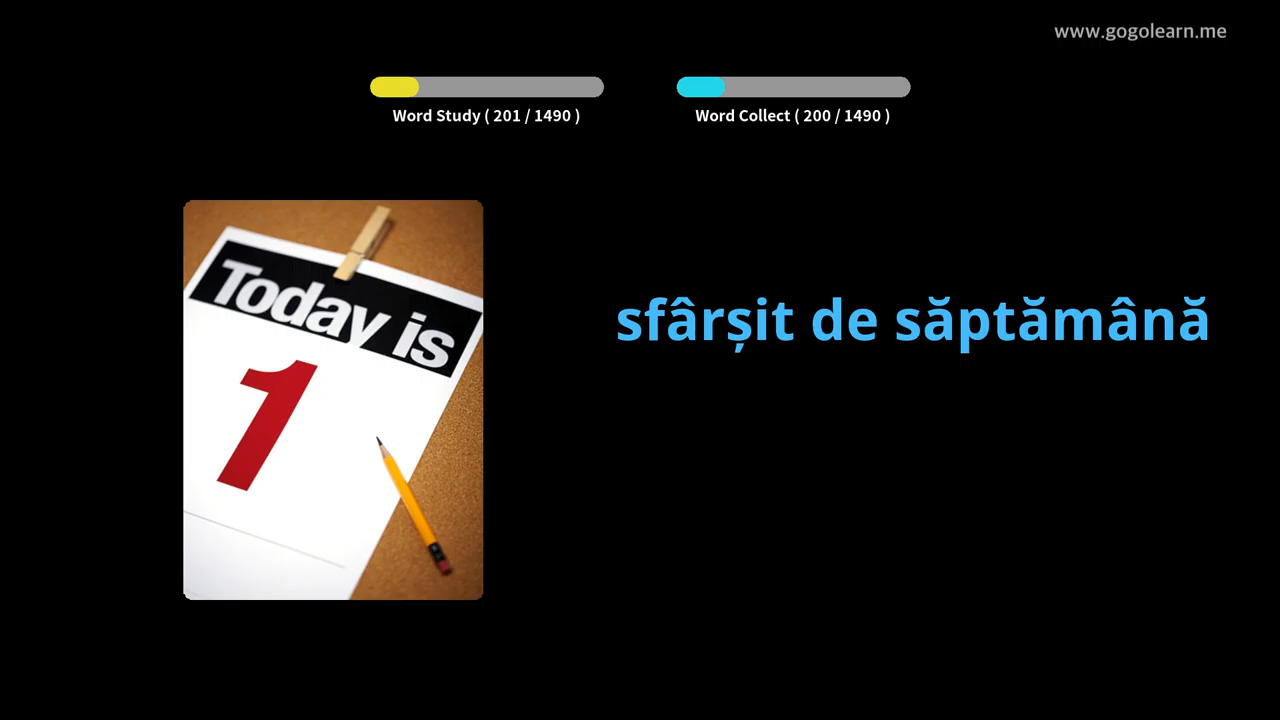 www.gogolearn.me
Word Study ( 201 / 1490 )
Word Collect ( 200 / 1490 )
Today is
1
sfârșit de săptămână